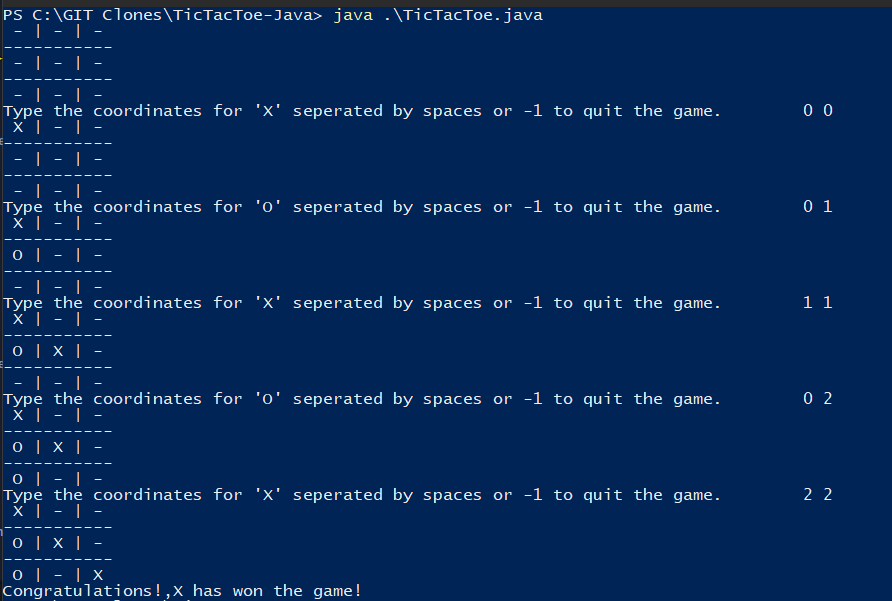 PS C:\GIT Clones\TicTacToe-Java> java .\TicTacToe.java
 - | - | -
-----------
 - | - | -
-----------
 - | - | -
Type the coordinates for 'X' seperated by spaces or -1 to quit the game.        0 0
 X | - | -
-----------
 - | - | -
-----------
 - | - | -
Type the coordinates for 'O' seperated by spaces or -1 to quit the game.        0 1
 X | - | -
-----------
 O | - | -
-----------
 - | - | -
Type the coordinates for 'X' seperated by spaces or -1 to quit the game.        1 1
 X | - | -
-----------
 O | X | -
-----------
 - | - | -
Type the coordinates for 'O' seperated by spaces or -1 to quit the game.        0 2
 X | - | -
-----------
 O | X | -
-----------
 O | - | -
Type the coordinates for 'X' seperated by spaces or -1 to quit the game.        2 2
 X | - | -
-----------
 O | X | -
-----------
 O | - | X
Congratulations!,X has won the game!